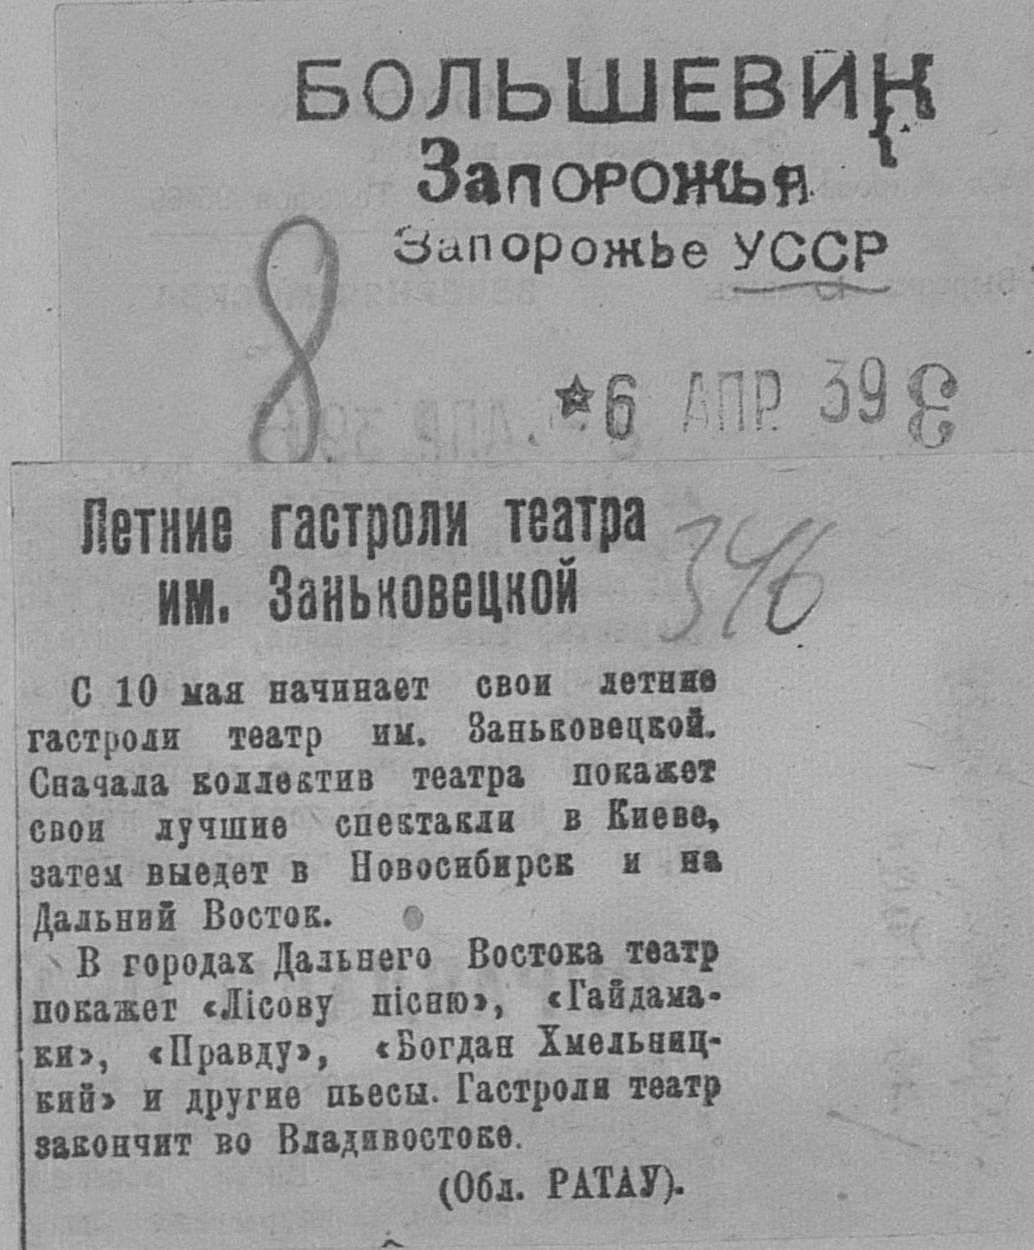 БОЛЬШЕВИК
Запорожья
Запорожье УССР
8
*6 АПР. 39 3
Летние гастроли театра
им. Заньковецкой
346
С 10 мая начинает свои летние
гастроли театр им. Заньковецкой.
Сначала коллектив театра покажет
свои лучшие спектакли в Киеве,
затем выедет в Новосибирск и на
Дальний Восток.
В городах Дальнего Востока театр
покажет «Лісову пісню», «Гайдама-
ки», «Правду», «Богдан Хмельниц-
кий» и другие пьесы. Гастроли театр
закончит во Владивостоке.
(Обл. РАТАУ).